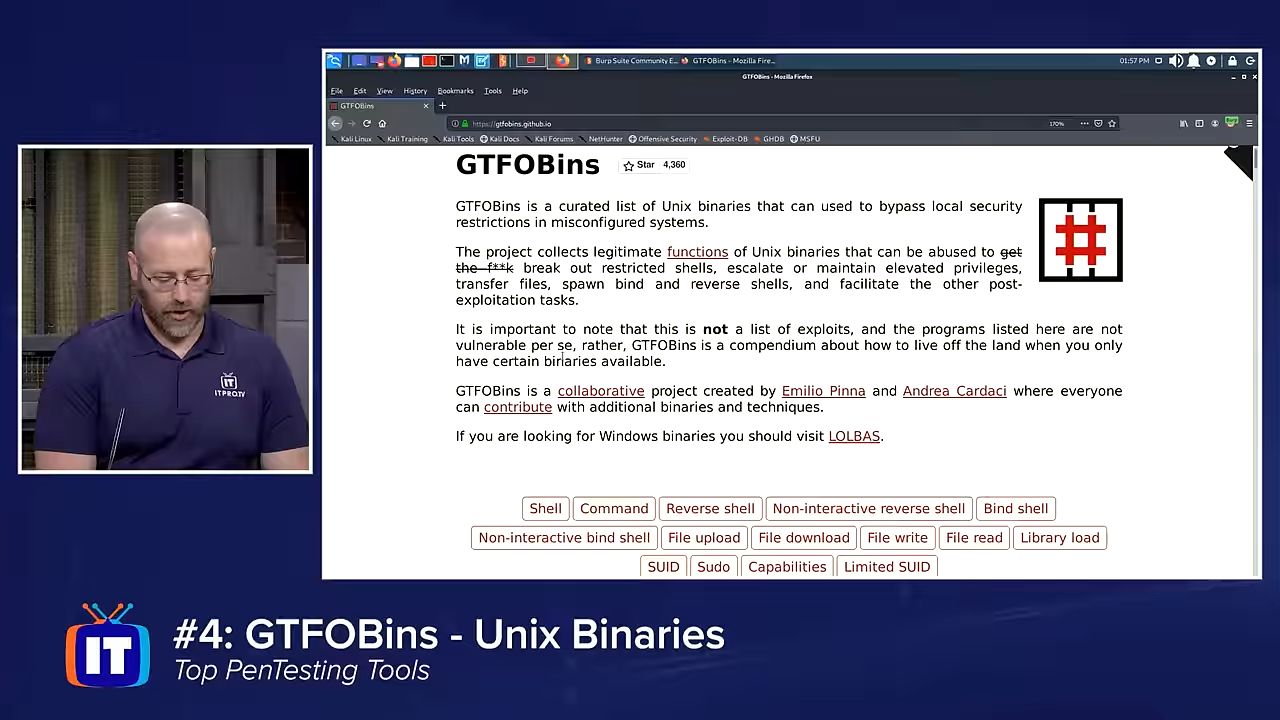 Burp Suite Community E...
GTFOBins - Mozilla Fire...
01:57 PM
GTFOBins - Mozilla Firefox
File Edit View History Bookmarks Tools Help
GTFOBins
https://gtfobins.github.io
170%
Kali Linux Kali Training Kali Tools Kali Docs Kali Forums NetHunter Offensive Security Exploit-DB GHDB MSFU
GTFOBins
Star 4,360
GTFOBins is a curated list of Unix binaries that can used to bypass local security
restrictions in misconfigured systems.
The project collects legitimate functions of Unix binaries that can be abused to get
the f**k break out restricted shells, escalate or maintain elevated privileges,
transfer files, spawn bind and reverse shells, and facilitate the other post-
exploitation tasks.
It is important to note that this is not a list of exploits, and the programs listed here are not
vulnerable per se, rather, GTFOBins is a compendium about how to live off the land when you only
have certain binaries available.
GTFOBins is a collaborative project created by Emilio Pinna and Andrea Cardaci where everyone
can contribute with additional binaries and techniques.
If you are looking for Windows binaries you should visit LOLBAS.
Shell Command Reverse shell Non-interactive reverse shell Bind shell
Non-interactive bind shell File upload File download File write File read Library load
SUID Sudo Capabilities Limited SUID
IT
ITPRO.TV
IT
#4: GTFOBins - Unix Binaries
Top PenTesting Tools